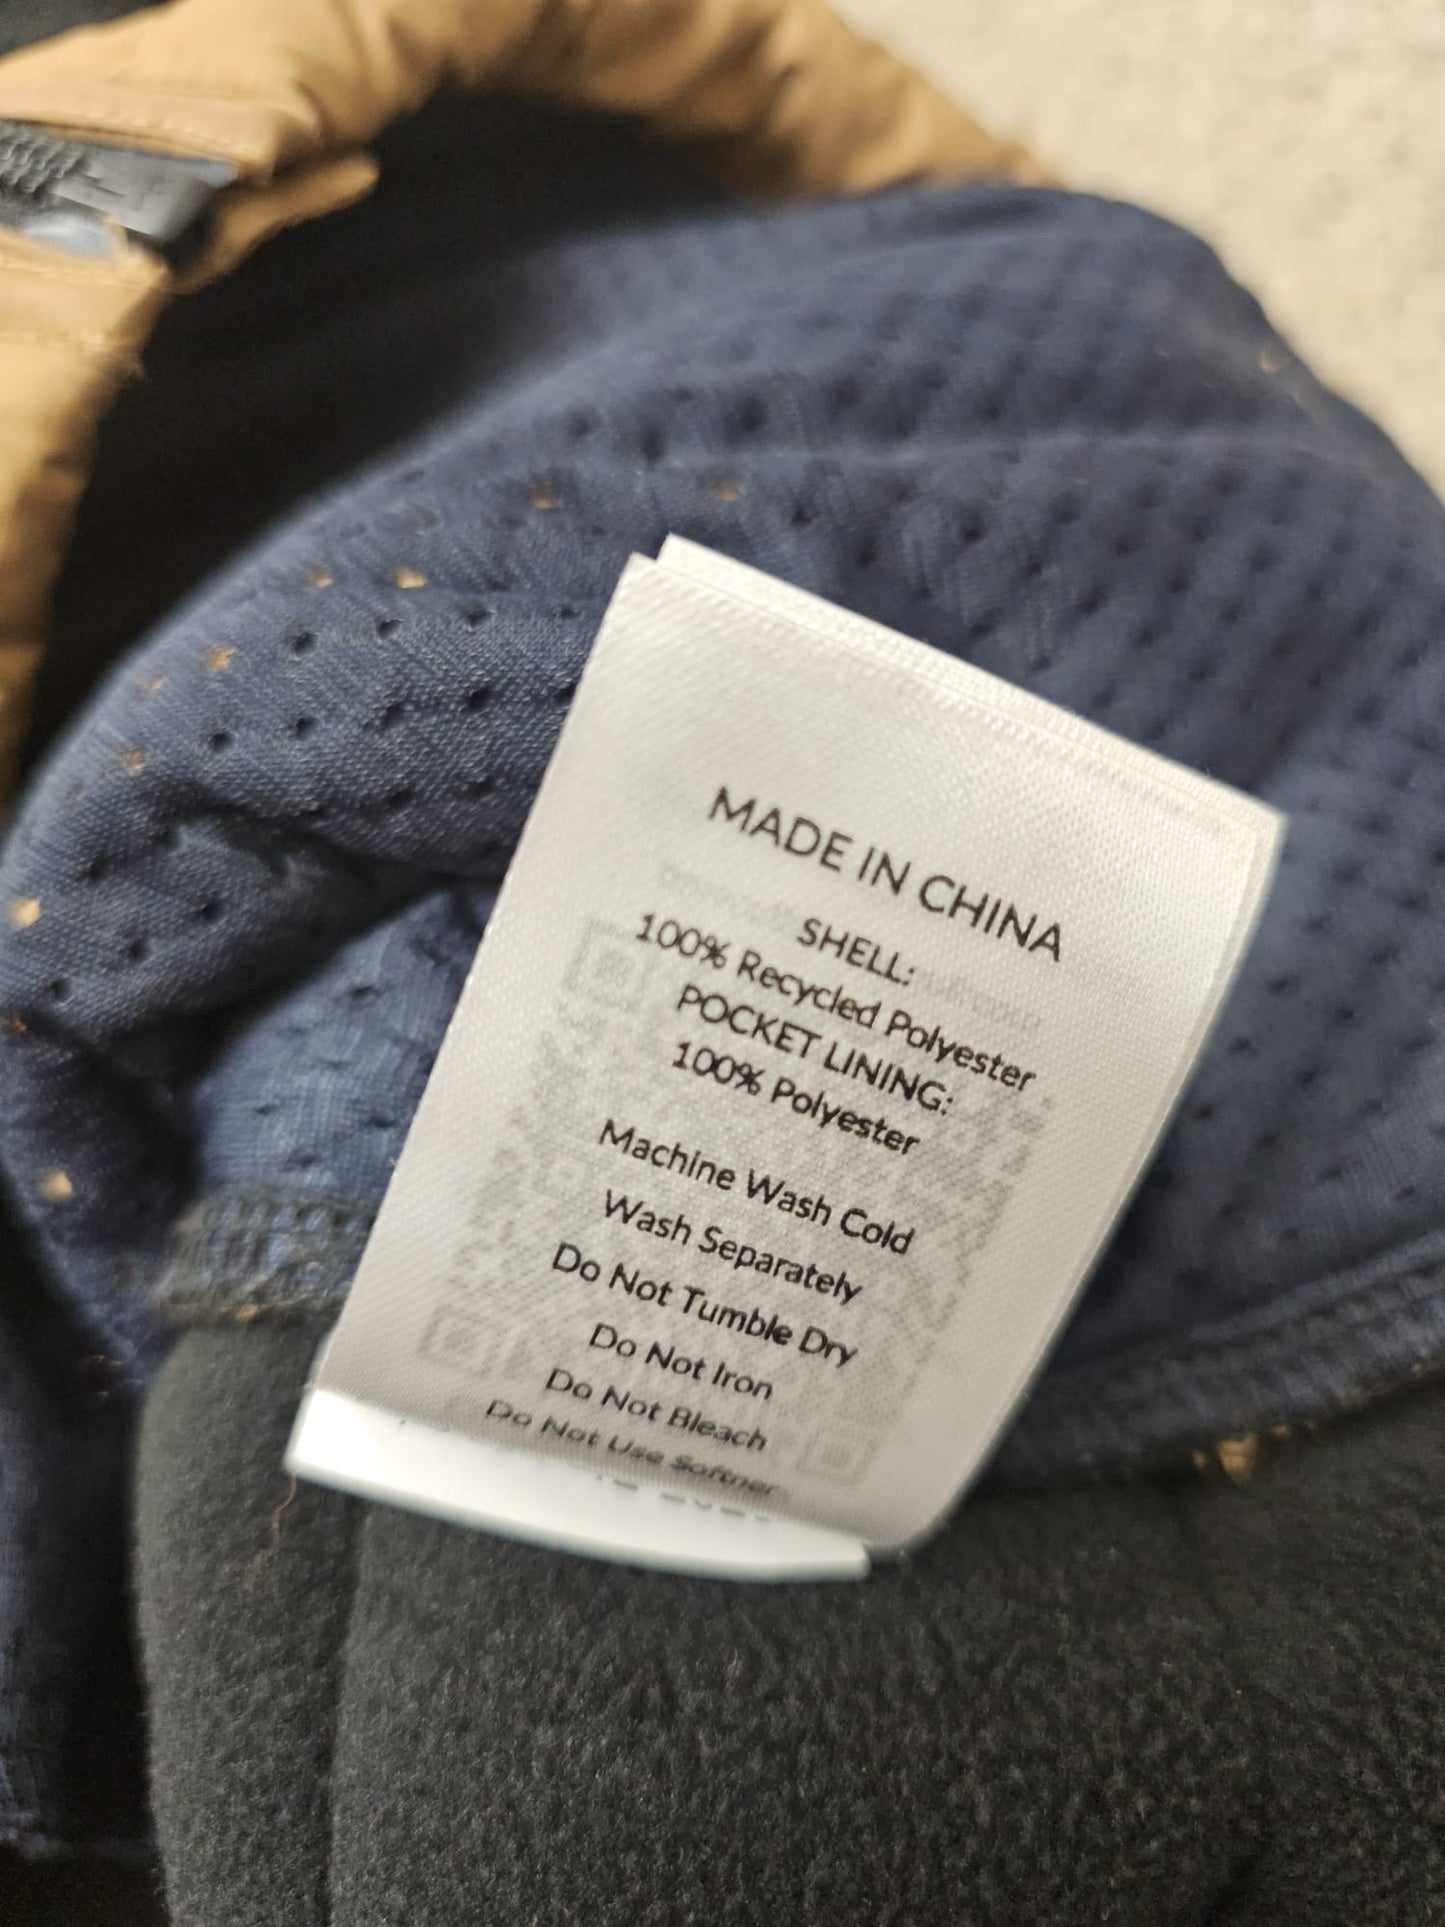 MADE IN CHINA
SHELL:
100% Recycled Polyester
POCKET LINING:
100% Polyester
Machine Wash Cold
Wash Separately
Do Not Tumble Dry
Do Not Iron
Do Not Bleach
Do Not Use Softner